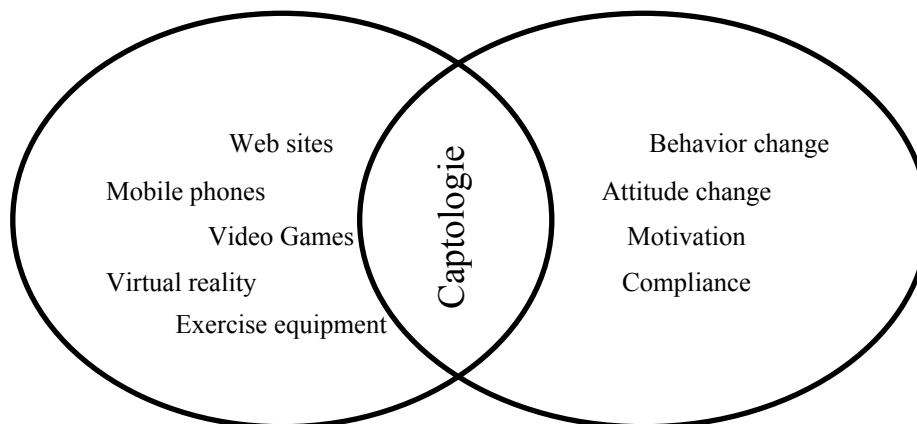 Web sites
Mobile phones
Video Games
Virtual reality
Exercise equipment
Captologie
Behavior change
Attitude change
Motivation
Compliance